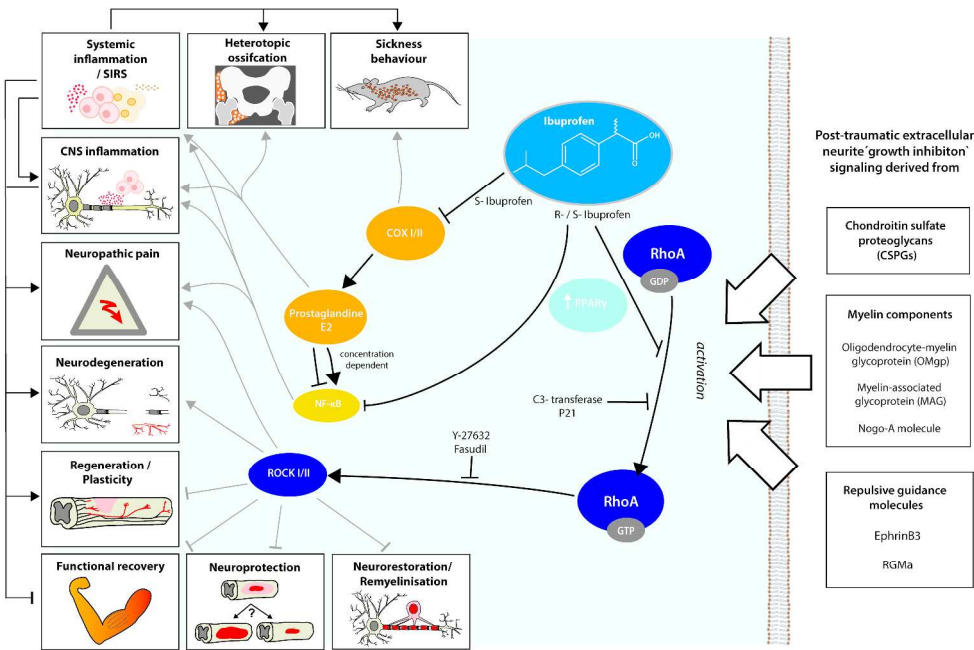 Systemic
inflammation
/ SIRS
Heterotopic
ossifcation
Sickness
behaviour
CNS inflammation
Neuropathic pain
Neurodegeneration
Regeneration /
Plasticity
Functional recovery
Neuroprotection
?
Neurorestoration/
Remyelinisation
Ibuprofen
OH
O
S- Ibuprofen
R- / S- Ibuprofen
COX I/II
Prostaglandine
E2
concentration
dependent
NF-κB
PPARγ
RhoA
GDP
activation
C3- transferase
P21
Y-27632
Fasudil
ROCK I/II
RhoA
GTP
Post-traumatic extracellular
neurite´growth inhibiton`
signaling derived from
Chondroitin sulfate
proteoglycans
(CSPGs)
Myelin components
Oligodendrocyte-myelin
glycoprotein (OMgp)
Myelin-associated
glycoprotein (MAG)
Nogo-A molecule
Repulsive guidance
molecules
EphrinB3
RGMa